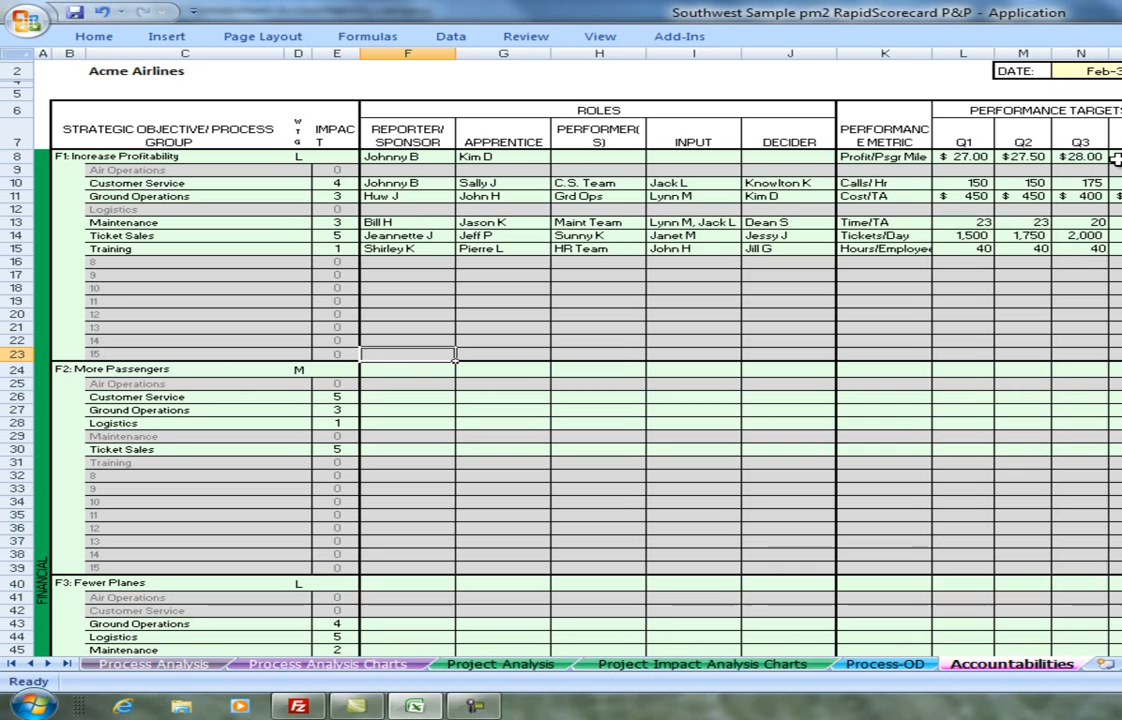 Southwest Sample pm2 RapidScorecard P&P - Application
Home Insert Page Layout Formulas Data Review View Add-Ins
A B C D E F G H I J K L M N
2 Acme Airlines DATE: Feb-3
4
5
6 ROLES PERFORMANCE TARGETS
7 STRATEGIC OBJECTIVE/ PROCESS GROUP W T G IMPAC T REPORTER/ SPONSOR APPRENTICE PERFORMER( S) INPUT DECIDER PERFORMANC E METRIC Q1 Q2 Q3
8 F1: Increase Profitability L Johnny B Kim D Profit/Psgr Mile $ 27.00 $27.50 $28.00
9 Air Operations 0
10 Customer Service 4 Johnny B Sally J C.S. Team Jack L Knowlton K Calls/ Hr 150 150 175
11 Ground Operations 3 Huw J John H Grd Ops Lynn M Kim D Cost/TA $ 450 $ 450 $ 400 $
12 Logistics 0
13 Maintenance 3 Bill H Jason K Maint Team Lynn M, Jack L Dean S Time/TA 23 23 20
14 Ticket Sales 5 Jeannette J Jeff P Sunny K Janet M Jessy J Tickets/Day 1,500 1,750 2,000
15 Training 1 Shirley K Pierre L HR Team John H Jill G Hours/Employee 40 40 40
16 8 0
17 9 0
18 10 0
19 11 0
20 12 0
21 13 0
22 14 0
23 15 0
24 F2: More Passengers M
25 Air Operations 0
26 Customer Service 5
27 Ground Operations 3
28 Logistics 1
29 Maintenance 0
30 Ticket Sales 5
31 Training 0
32 8 0
33 9 0
34 10 0
35 11 0
36 12 0
37 13 0
38 14 0
39 15 0
40 F3: Fewer Planes L
41 Air Operations 0
42 Customer Service 0
43 Ground Operations 4
44 Logistics 5
45 Maintenance 2
FINANCIAL
Process Analysis Process Analysis Charts Project Analysis Project Impact Analysis Charts Process-OD Accountabilities
Ready